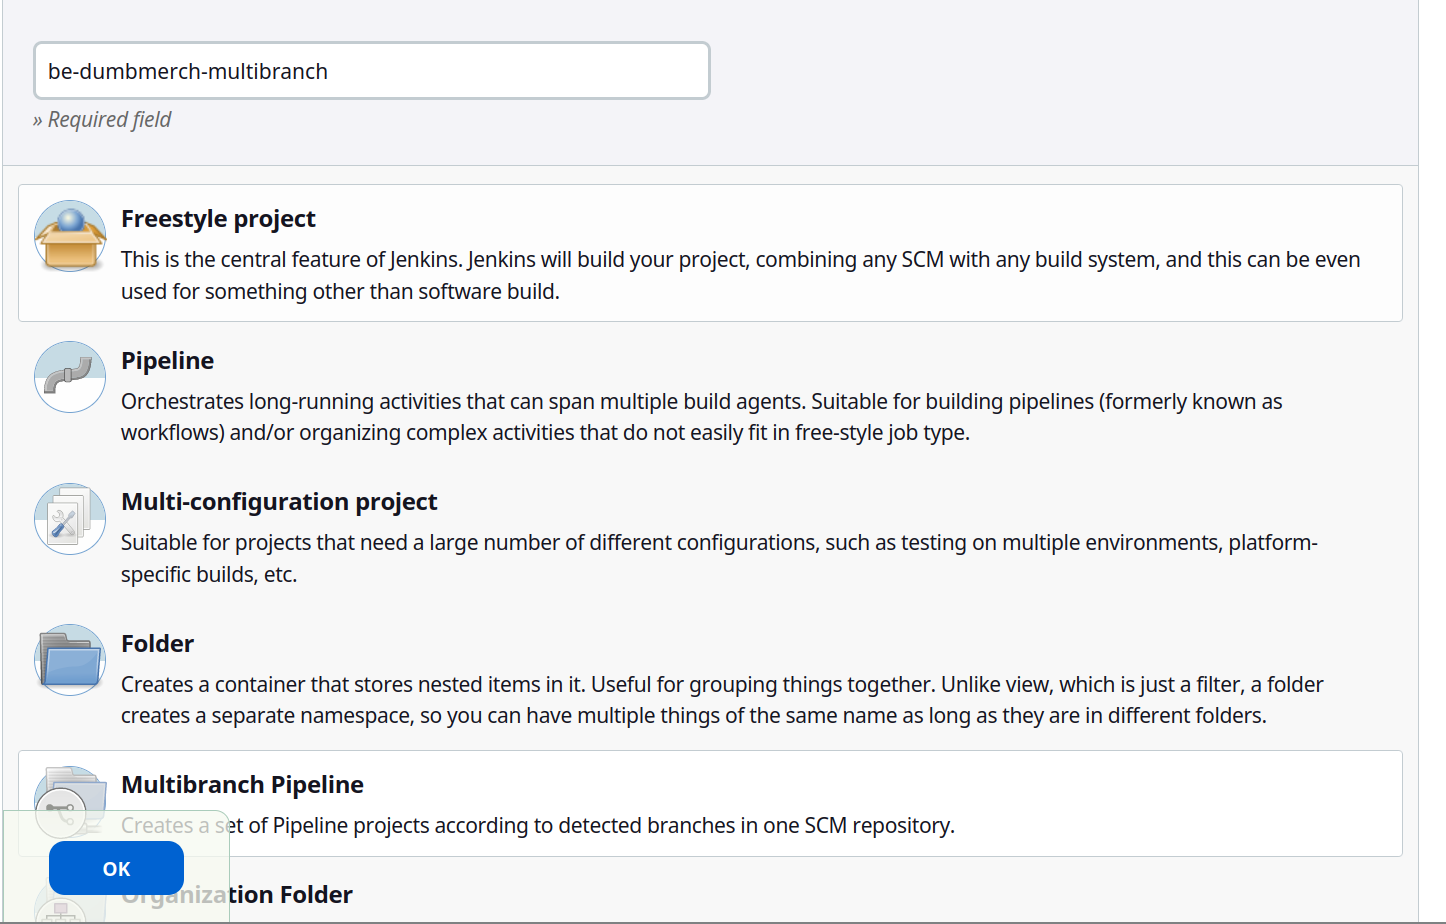 be-dumbmerch-multibranch
» Required field
Freestyle project
This is the central feature of Jenkins. Jenkins will build your project, combining any SCM with any build system, and this can be even
used for something other than software build.
Pipeline
Orchestrates long-running activities that can span multiple build agents. Suitable for building pipelines (formerly known as
workflows) and/or organizing complex activities that do not easily fit in free-style job type.
Multi-configuration project
Suitable for projects that need a large number of different configurations, such as testing on multiple environments, platform-
specific builds, etc.
Folder
Creates a container that stores nested items in it. Useful for grouping things together. Unlike view, which is just a filter, a folder
creates a separate namespace, so you can have multiple things of the same name as long as they are in different folders.
Multibranch Pipeline
Creates a set of Pipeline projects according to detected branches in one SCM repository.
OK
Organization Folder